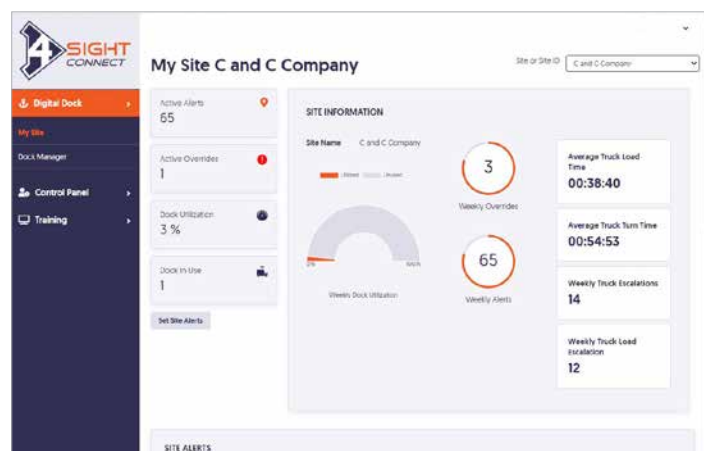 4SIGHT
CONNECT
My Site C and C Company
Site or Site ID
C and C Company
Digital Dock
My Site
Dock Manager
Control Panel
Training
Active Alerts
65
Active Overrides
1
Dock Utilization
3 %
Dock In Use
1
Set Site Alerts
SITE INFORMATION
Site Name C and C Company
Utilized
0%
100%
Weekly Dock Utilization
3
Weekly Overrides
65
Weekly Alerts
Average Truck Load
Time
00:38:40
Average Truck Turn Time
00:54:53
Weekly Truck Escalations
14
Weekly Truck Load
Escalation
12
SITE ALERTS